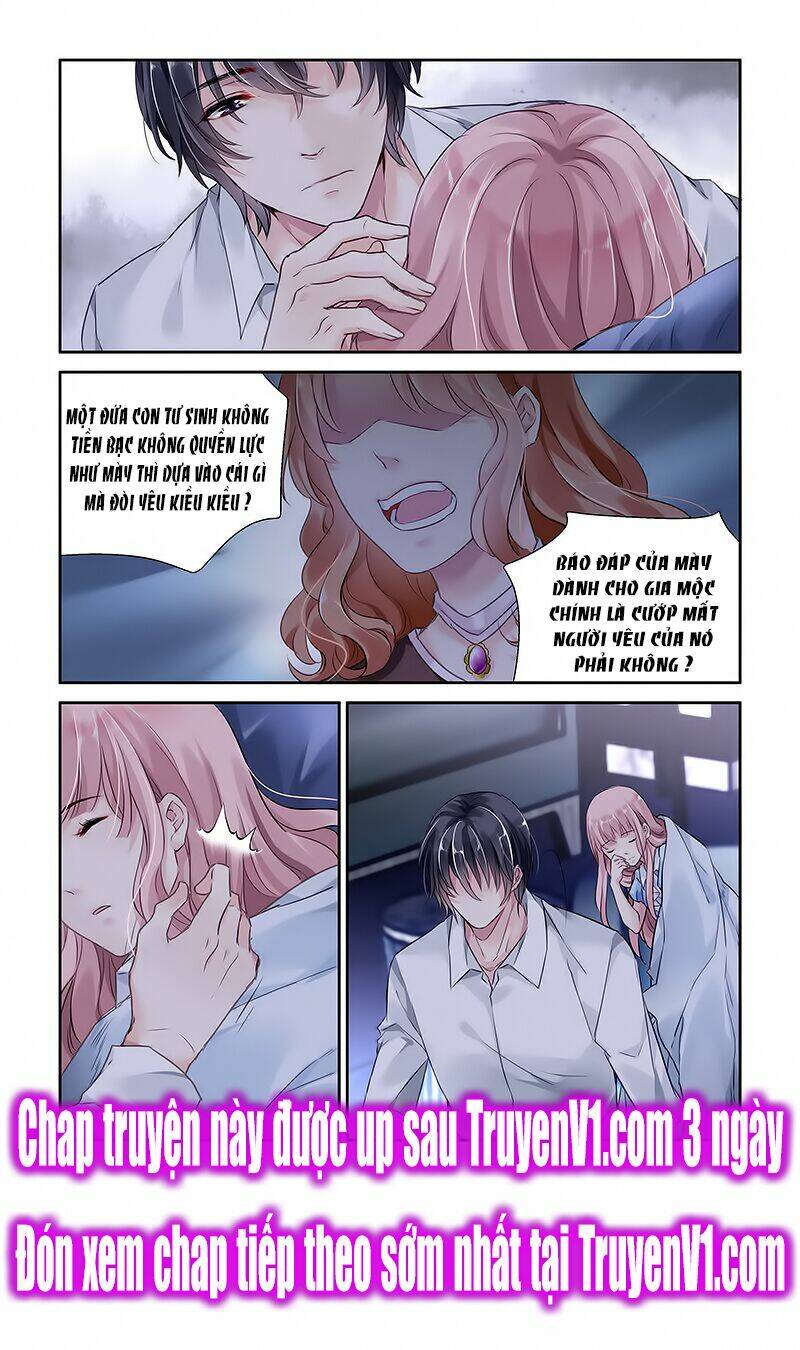 MỘT ĐỨA CON TƯ SINH KHÔNG
TIỀN BẠC KHÔNG QUYỀN LỰC
NHƯ MÀY THÌ DỰA VÀO CÁI GÌ
MÀ ĐÒI YÊU KIỀU KIỀU ?
BÁO ĐÁP CỦA MÀY
DÀNH CHO GIA MỘC
CHÍNH LÀ CƯỚP MẤT
NGƯỜI YÊU CỦA NÓ
PHẢI KHÔNG ?
Chap truyện này được up sau TruyenV1.com 3 ngày
Đón xem chap tiếp theo sớm nhất tại TruyenV1.com